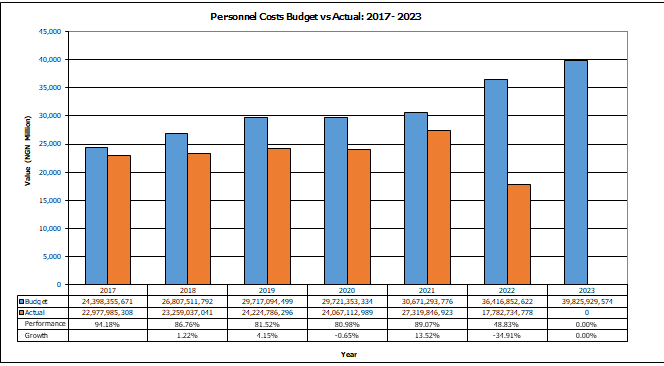 Personnel Costs Budget vs Actual: 2017 - 2023
45,000
40,000
35,000
30,000
25,000
20,000
15,000
10,000
5,000
0
Value (NGN Million)
2017 2018 2019 2020 2021 2022 2023
Budget 24,398,355,671 26,807,511,792 29,717,094,499 29,721,353,334 30,671,293,776 36,416,852,622 39,825,929,574
Actual 22,977,985,308 23,259,037,041 24,224,786,296 24,067,112,989 27,319,846,923 17,782,734,778 0
Performance 94.18% 86.76% 81.52% 80.98% 89.07% 48.83% 0.00%
Growth 1.22% 4.15% -0.65% 13.52% -34.91% 0.00%
Year